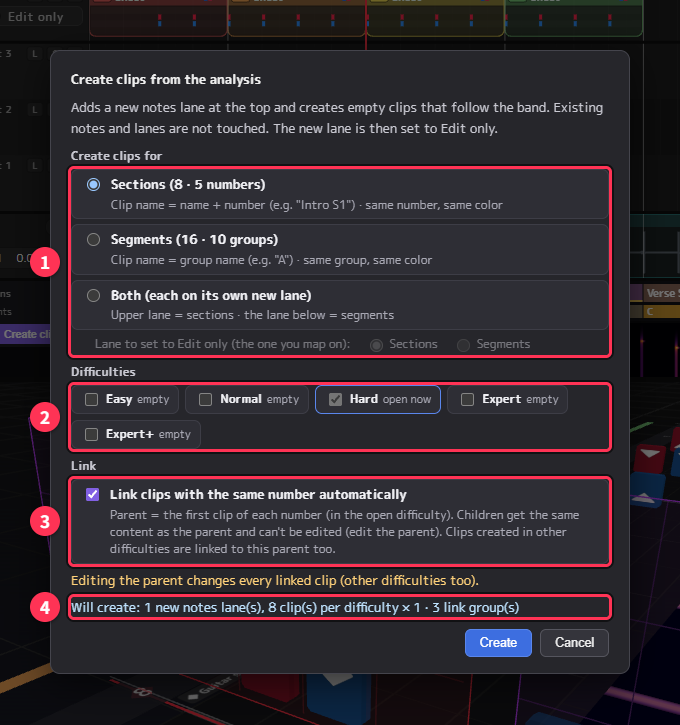 Edit only
3 L
2 L
1 L
0.0
Create clips from the analysis
Adds a new notes lane at the top and creates empty clips that follow the band. Existing
notes and lanes are not touched. The new lane is then set to Edit only.
Create clips for
1
Sections (8 · 5 numbers)
Clip name = name + number (e.g. "Intro S1") · same number, same color
Segments (16 · 10 groups)
Clip name = group name (e.g. "A") · same group, same color
Both (each on its own new lane)
Upper lane = sections · the lane below = segments
Lane to set to Edit only (the one you map on): Sections Segments
Verse
C
Create cli
Difficulties
2
Easy empty Normal empty Hard open now Expert empty
Expert+ empty
Link
3
Link clips with the same number automatically
Parent = the first clip of each number (in the open difficulty). Children get the same
content as the parent and can't be edited (edit the parent). Clips created in other
difficulties are linked to this parent too.
Editing the parent changes every linked clip (other difficulties too).
4
Will create: 1 new notes lane(s), 8 clip(s) per difficulty × 1 · 3 link group(s)
Create Cancel